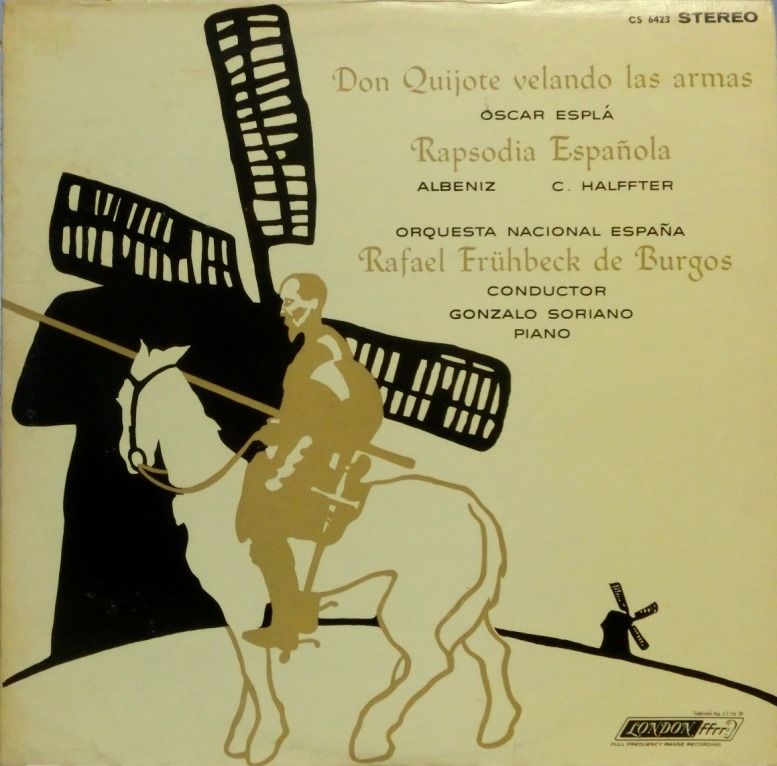 CS 6423 STEREO
Don Quijote velando las armas
OSCAR ESPLÁ
Rapsodia Española
ALBENIZ C. HALFFTER
ORQUESTA NACIONAL ESPAÑA
Rafael Frühbeck de Burgos
CONDUCTOR
GONZALO SORIANO
PIANO
LONDON ffrr
FULL FREQUENCY RANGE RECORDING